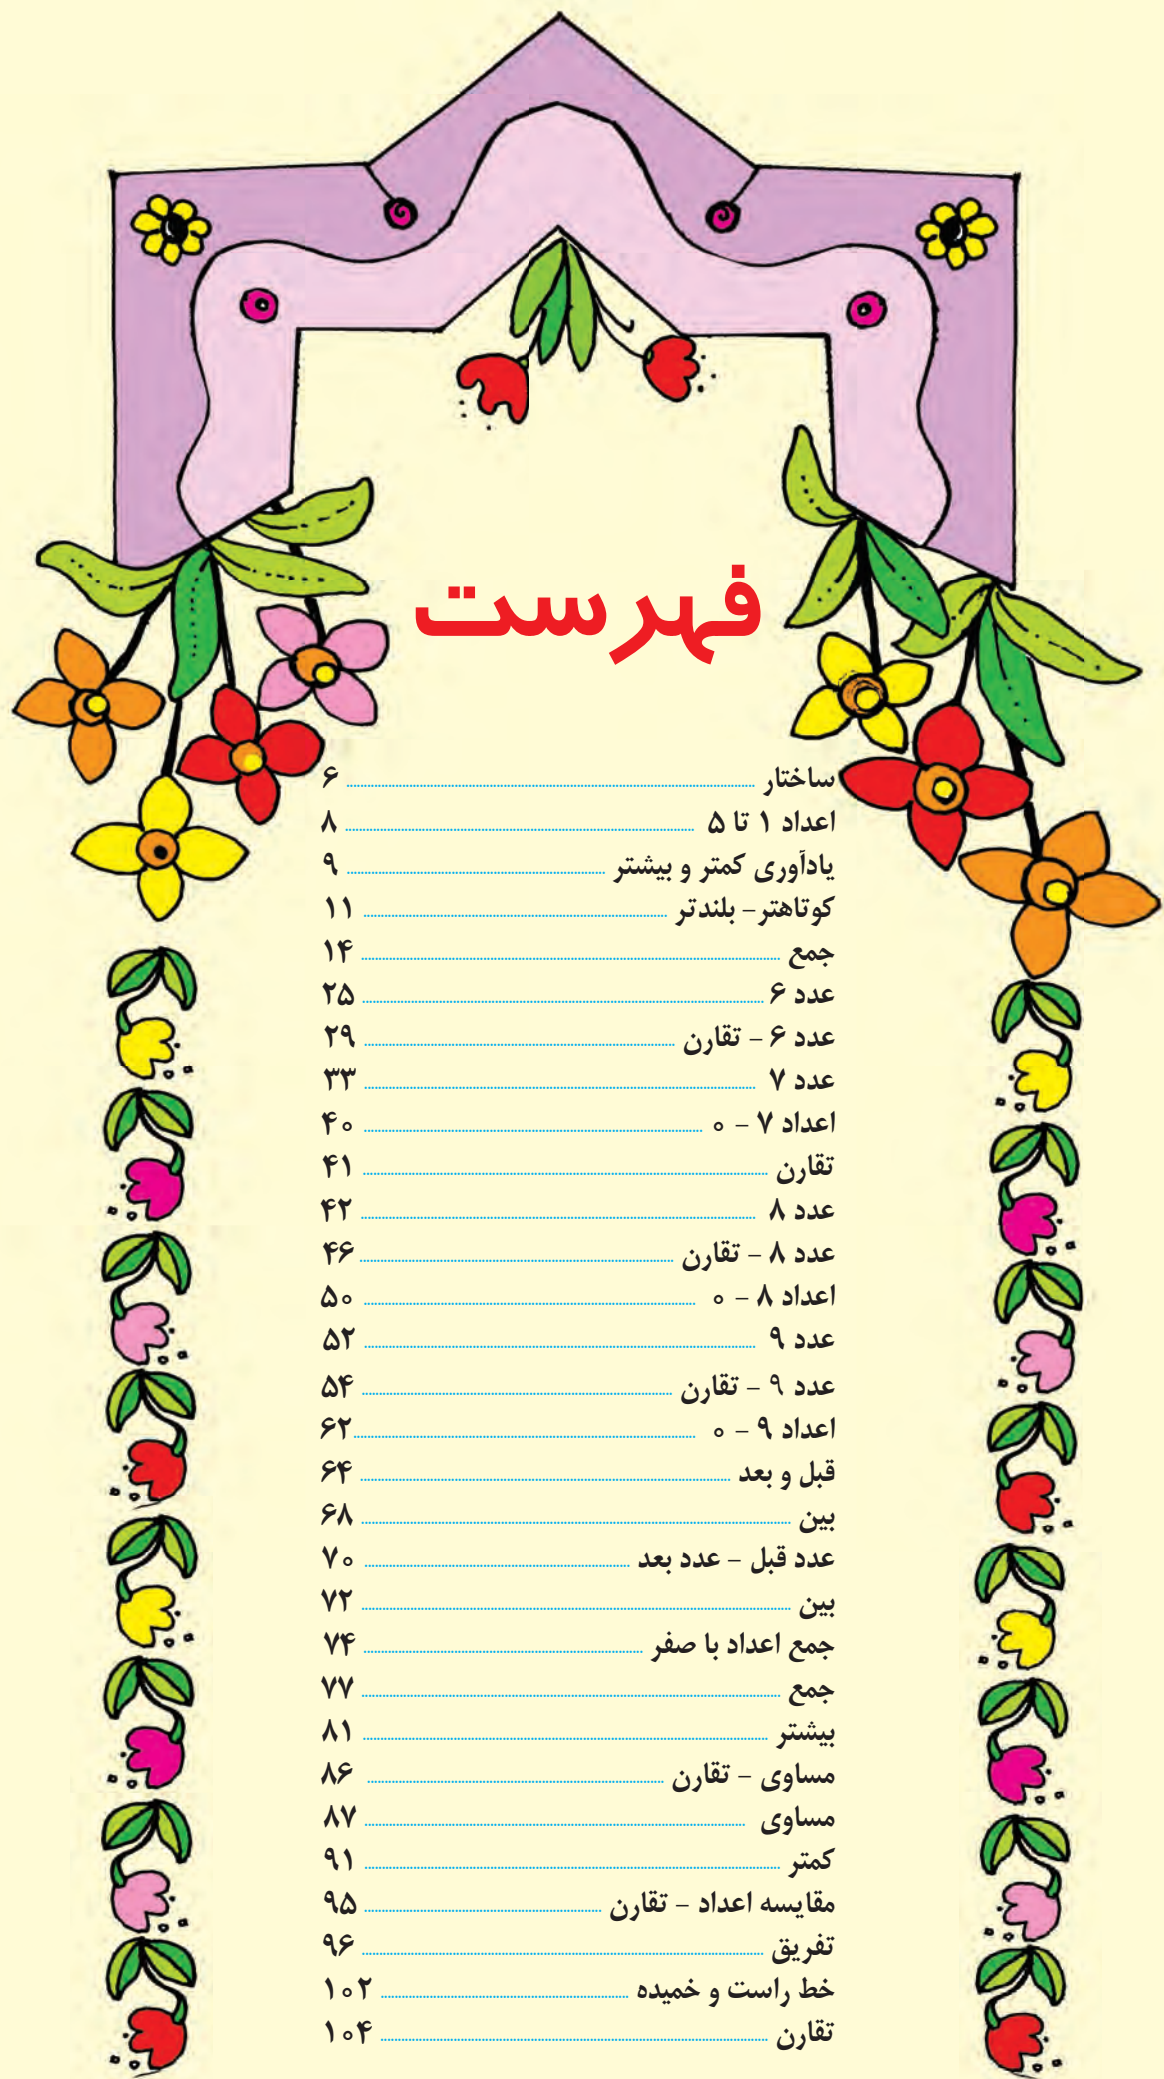 فهرست
ساختار ........ ۶
اعداد ۱ تا ۵ ........ ۸
یادآوری کمتر و بیشتر ........ ۹
کوتاهتر- بلندتر ........ ۱۱
جمع ........ ۱۴
عدد ۶ ........ ۲۵
عدد ۶ - تقارن ........ ۲۹
عدد ۷ ........ ۳۳
اعداد ۷ - ۰ ........ ۴۰
تقارن ........ ۴۱
عدد ۸ ........ ۴۲
عدد ۸ - تقارن ........ ۴۶
اعداد ۸ - ۰ ........ ۵۰
عدد ۹ ........ ۵۲
عدد ۹ - تقارن ........ ۵۴
اعداد ۹ - ۰ ........ ۶۲
قبل و بعد ........ ۶۴
بین ........ ۶۸
عدد قبل - عدد بعد ........ ۷۰
بین ........ ۷۲
جمع اعداد با صفر ........ ۷۴
جمع ........ ۷۷
بیشتر ........ ۸۱
مساوی - تقارن ........ ۸۶
مساوی ........ ۸۷
کمتر ........ ۹۱
مقایسه اعداد - تقارن ........ ۹۵
تفریق ........ ۹۶
خط راست و خمیده ........ ۱۰۲
تقارن ........ ۱۰۴